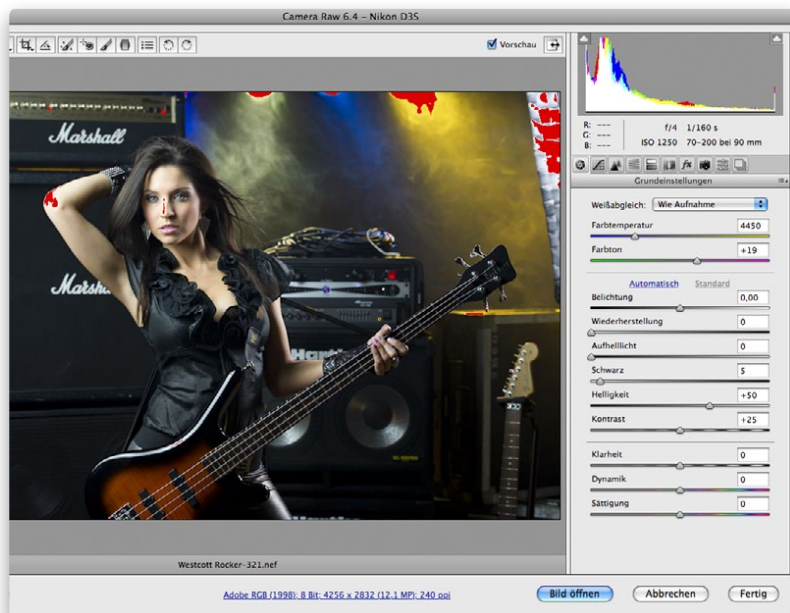 Camera Raw 6.4 – Nikon D3S
Vorschau
R: ---
G: ---
B: ---
f/4 1/160 s
ISO 1250 70-200 bei 90 mm
fx
Grundeinstellungen
Weißabgleich: Wie Aufnahme
Farbtemperatur 4450
Farbton +19
Automatisch Standard
Belichtung 0,00
Wiederherstellung 0
Aufhelllicht 0
Schwarz 5
Helligkeit +50
Kontrast +25
Klarheit 0
Dynamik 0
Sättigung 0
Marshall
Marsha
Hart
Westcott Rocker-321.nef
Adobe RGB (1998); 8 Bit; 4256 x 2832 (12,1 MP); 240 ppi
Bild öffnen
Abbrechen
Fertig